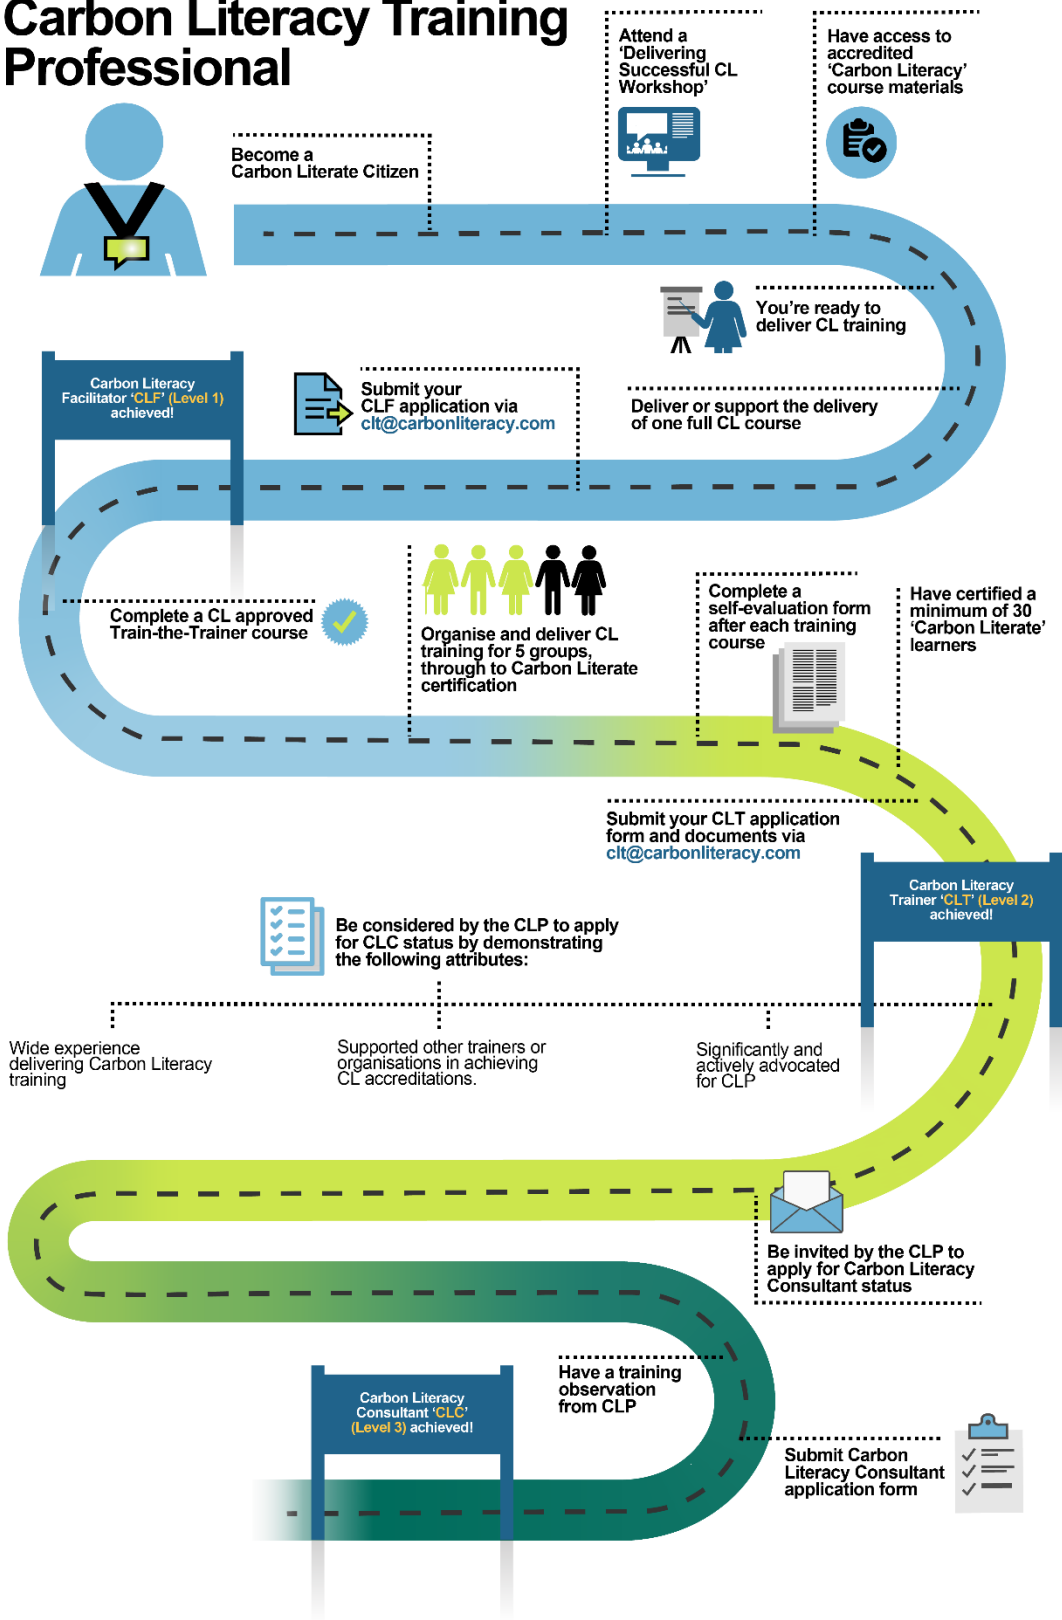 Carbon Literacy Training
Professional
Become a
Carbon Literate Citizen
Attend a
‘Delivering
Successful CL
Workshop’
Have access to
accredited
‘Carbon Literacy’
course materials
You’re ready to
deliver CL training
Deliver or support the delivery
of one full CL course
Submit your
CLF application via
clt@carbonliteracy.com
Carbon Literacy
Facilitator ‘CLF’ (Level 1)
achieved!
Complete a CL approved
Train-the-Trainer course
Organise and deliver CL
training for 5 groups,
through to Carbon Literate
certification
Complete a
self-evaluation form
after each training
course
Have certified a
minimum of 30
‘Carbon Literate’
learners
Submit your CLT application
form and documents via
clt@carbonliteracy.com
Carbon Literacy
Trainer ‘CLT’ (Level 2)
achieved!
Be considered by the CLP to apply
for CLC status by demonstrating
the following attributes:
Wide experience
delivering Carbon Literacy
training
Supported other trainers or
organisations in achieving
CL accreditations.
Significantly and
actively advocated
for CLP
Be invited by the CLP to
apply for Carbon Literacy
Consultant status
Have a training
observation
from CLP
Submit Carbon
Literacy Consultant
application form
Carbon Literacy
Consultant ‘CLC’
(Level 3) achieved!